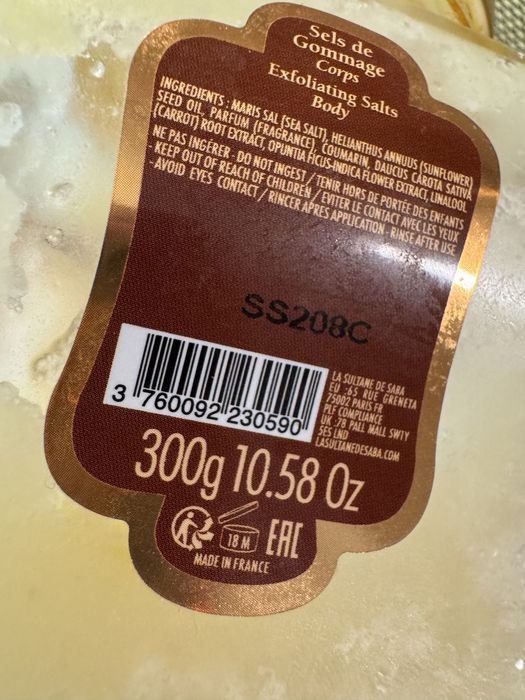 Sels de
Gommage
Corps
Exfoliating Salts
Body
INGREDIENTS : MARIS SAL (SEA SALT), HELIANTHUS ANNUUS (SUNFLOWER)
SEED OIL, PARFUM (FRAGRANCE), COUMARIN, DAUCUS CAROTA SATIVA
(CARROT) ROOT EXTRACT, OPUNTIA FICUS-INDICA FLOWER EXTRACT, LINALOOL
NE PAS INGÉRER - DO NOT INGEST / TENIR HORS DE PORTÉE DES ENFANTS
- KEEP OUT OF REACH OF CHILDREN / EVITER LE CONTACT AVEC LES YEUX
- AVOID EYES CONTACT / RINCER APRES APPLICATION - RINSE AFTER USE
SS208C
3 760092 230590
LA SULTANE DE SABA
EU : 65 RUE GRENETA
75002 PARIS FR
PLF COMPLIANCE
UK : 78 PALL MALL SW1Y
5ES LND
LASULTANEDESABA.COM
300g 10.58 Oz
18 M
EAC
MADE IN FRANCE